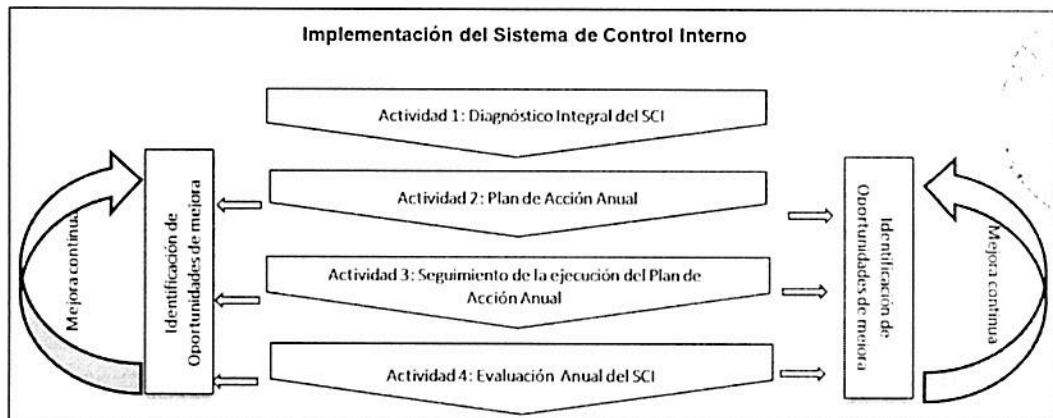 Implementación del Sistema de Control Interno
Actividad 1: Diagnóstico Integral del SCI
Actividad 2: Plan de Acción Anual
Actividad 3: Seguimiento de la ejecución del Plan de
Acción Anual
Actividad 4: Evaluación Anual del SCI
Mejora continua
Identificación de
Oportunidades de mejora
Identificación de
Oportunidades de mejora
Mejora continua